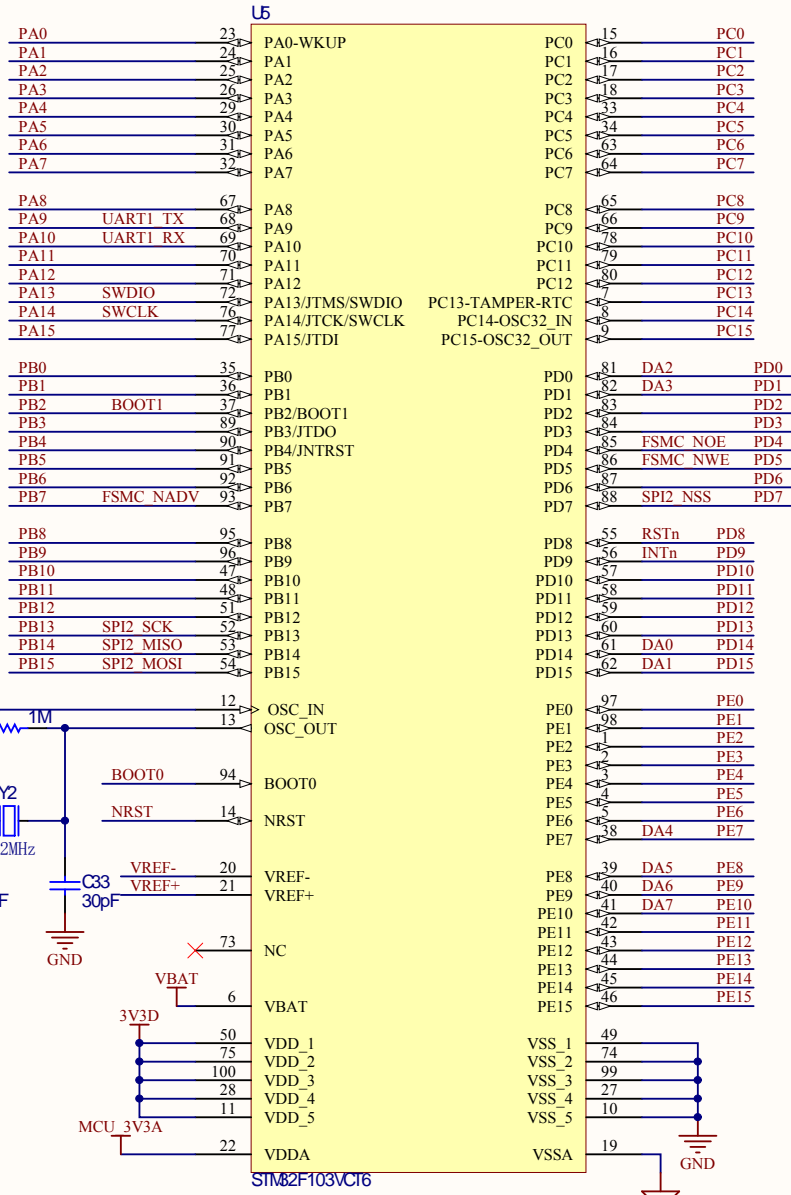 U5
PA0 23 PA0-WKUP PC0 15 PC0
PA1 24 PA1 PC1 16 PC1
PA2 25 PA2 PC2 17 PC2
PA3 26 PA3 PC3 18 PC3
PA4 29 PA4 PC4 33 PC4
PA5 30 PA5 PC5 34 PC5
PA6 31 PA6 PC6 63 PC6
PA7 32 PA7 PC7 64 PC7
PA8 67 PA8 PC8 65 PC8
PA9 UART1_TX 68 PA9 PC9 66 PC9
PA10 UART1_RX 69 PA10 PC10 78 PC10
PA11 70 PA11 PC11 79 PC11
PA12 71 PA12 PC12 80 PC12
PA13 SWDIO 72 PA13/JTMS/SWDIO PC13-TAMPER-RTC 7 PC13
PA14 SWCLK 76 PA14/JTCK/SWCLK PC14-OSC32_IN 8 PC14
PA15 77 PA15/JTDI PC15-OSC32_OUT 9 PC15
PB0 35 PB0 PD0 81 DA2 PD0
PB1 36 PB1 PD1 82 DA3 PD1
PB2 BOOT1 37 PB2/BOOT1 PD2 83 PD2
PB3 89 PB3/JTDO PD3 84 PD3
PB4 90 PB4/JNTRST PD4 85 FSMC_NOE PD4
PB5 91 PB5 PD5 86 FSMC_NWE PD5
PB6 92 PB6 PD6 87 PD6
PB7 FSMC_NADV 93 PB7 PD7 88 SPI2_NSS PD7
PB8 95 PB8 PD8 55 RSTn PD8
PB9 96 PB9 PD9 56 INTn PD9
PB10 47 PB10 PD10 57 PD10
PB11 48 PB11 PD11 58 PD11
PB12 51 PB12 PD12 59 PD12
PB13 SPI2_SCK 52 PB13 PD13 60 PD13
PB14 SPI2_MISO 53 PB14 PD14 61 DA0 PD14
PB15 SPI2_MOSI 54 PB15 PD15 62 DA1 PD15
12 OSC_IN PE0 97 PE0
1M 13 OSC_OUT PE1 98 PE1
PE2 1 PE2
PE3 2 PE3
BOOT0 94 BOOT0 PE4 3 PE4
Y2 PE5 4 PE5
NRST 14 NRST PE6 5 PE6
2MHz PE7 38 DA4 PE7
VREF- 20 VREF- PE8 39 DA5 PE8
C33 VREF+ 21 VREF+ PE9 40 DA6 PE9
F 30pF PE10 41 DA7 PE10
PE11 42 PE11
73 NC PE12 43 PE12
GND PE13 44 PE13
VBAT PE14 45 PE14
6 VBAT PE15 46 PE15
3V3D
50 VDD_1 VSS_1 49
75 VDD_2 VSS_2 74
100 VDD_3 VSS_3 99
28 VDD_4 VSS_4 27
11 VDD_5 VSS_5 10
MCU_3V3A
22 VDDA VSSA 19
GND
STM32F103VCT6